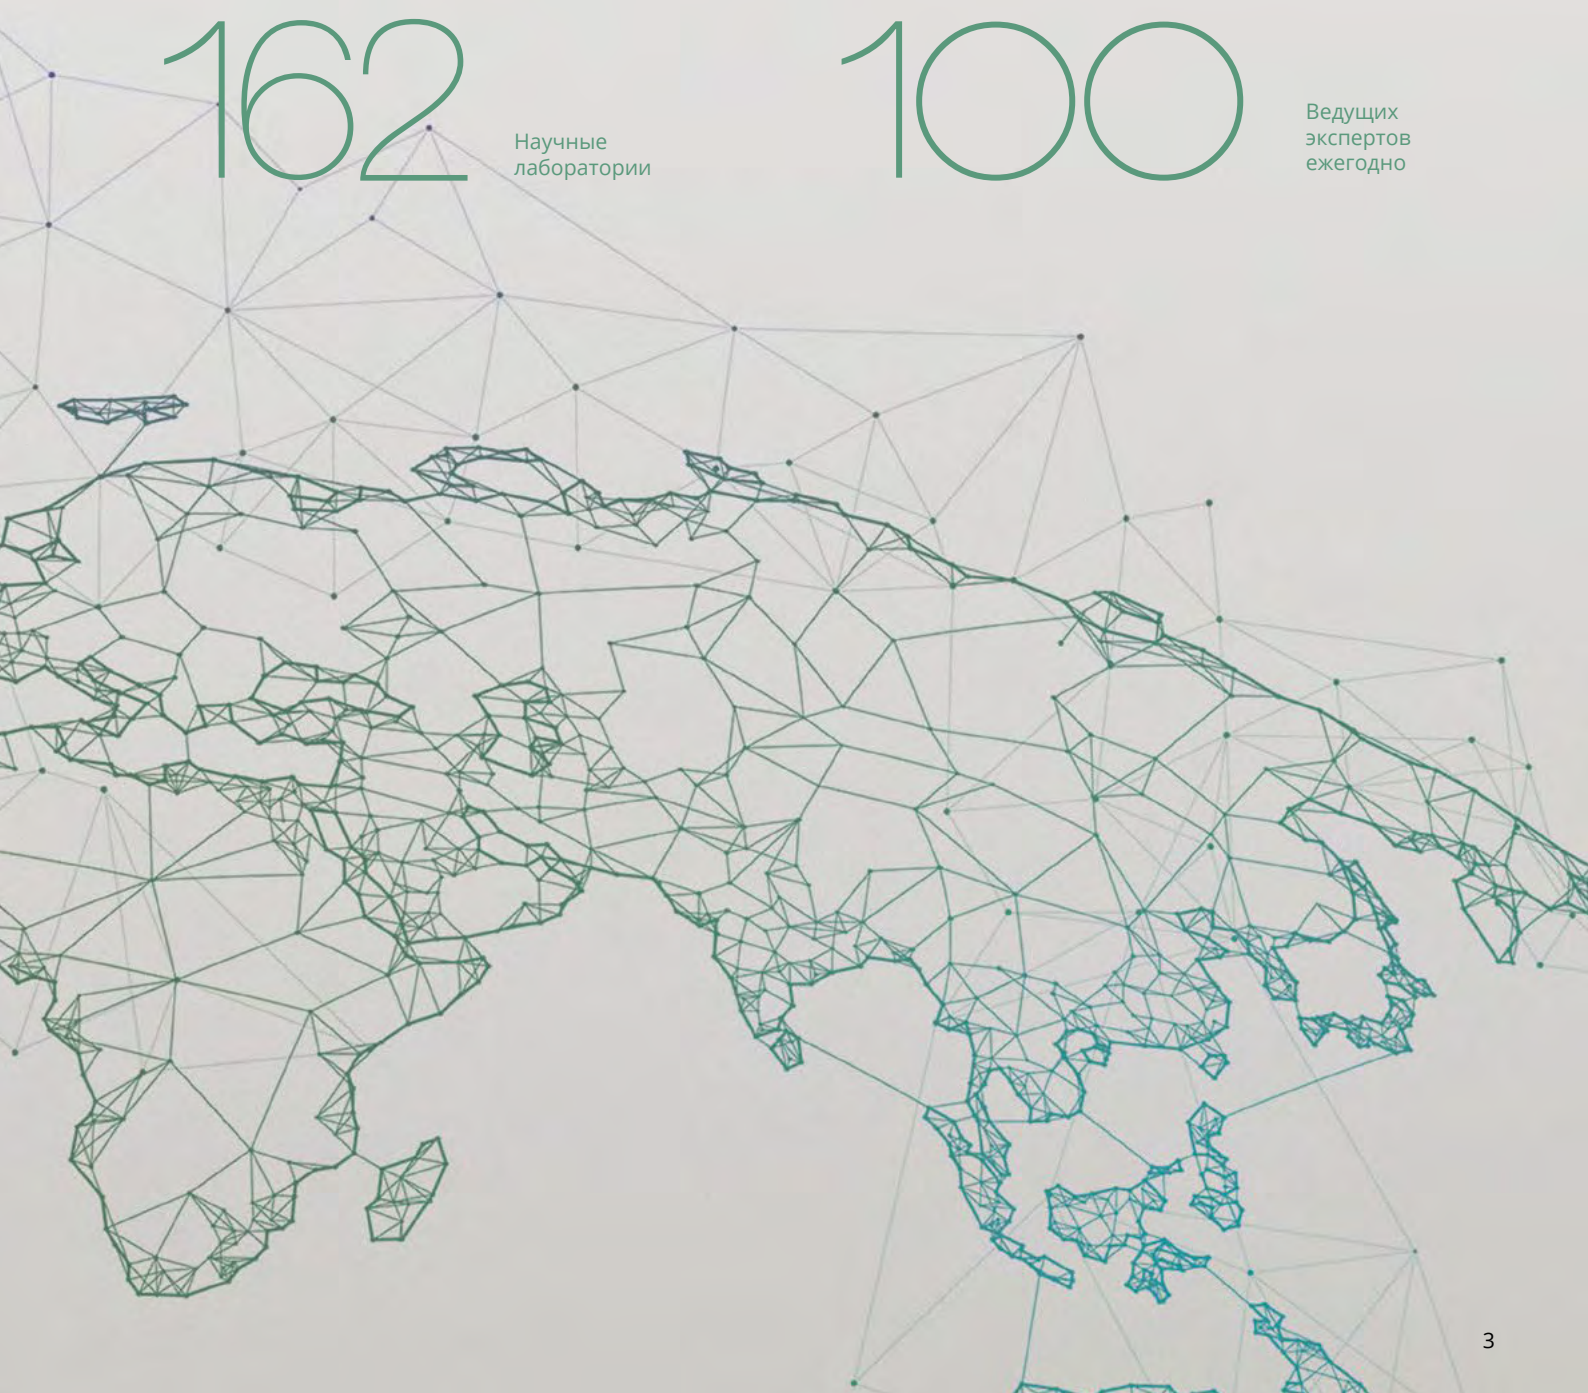 162
Научные
лаборатории
100
Ведущих
экспертов
ежегодно
3